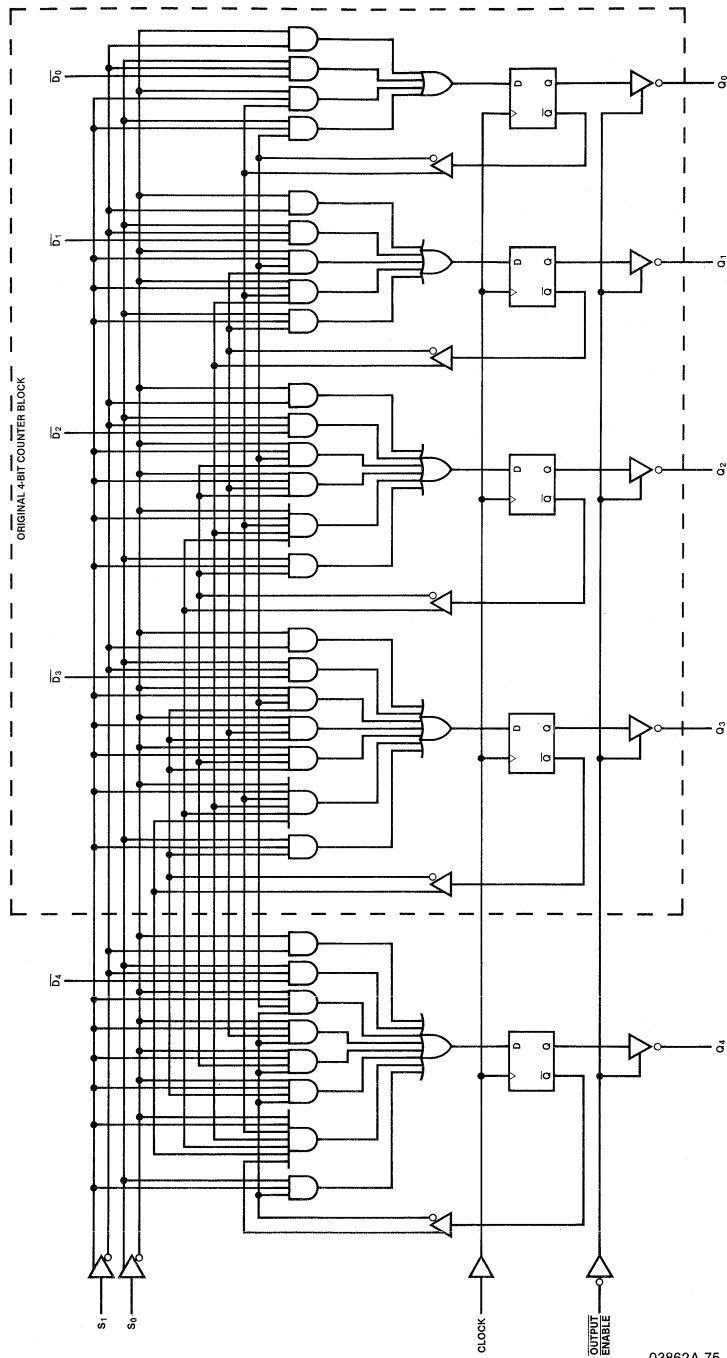 ORIGINAL 4-BIT COUNTER BLOCK
D̅0
D̅1
D̅2
D̅3
D̅4
S1
S0
CLOCK
OUTPUT
ENABLE
D Q
Q̅
D Q
Q̅
D Q
Q̅
D Q
Q̅
D Q
Q̅
Q0
Q1
Q2
Q3
Q4
03862A-75